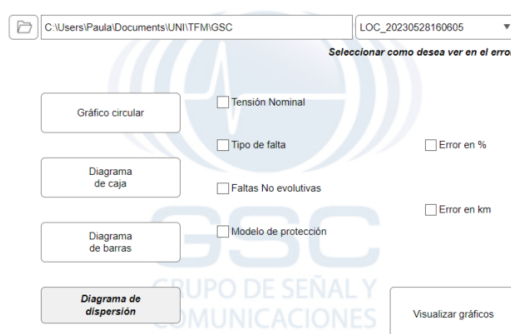 C:\Users\Paula\Documents\UNI\TFM\GSC
LOC_20230528160605
Seleccionar como desea ver en el erro
Gráfico circular
Tensión Nominal
Tipo de falta
Error en %
Diagrama
de caja
Faltas No evolutivas
Error en km
Diagrama
de barras
Modelo de protección
GSC
GRUPO DE SEÑAL Y
COMUNICACIONES
Diagrama de
dispersión
Visualizar gráficos